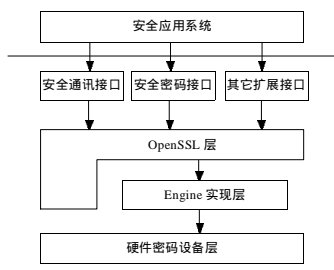 安全应用系统
安全通讯接口
安全密码接口
其它扩展接口
OpenSSL 层
Engine 实现层
硬件密码设备层